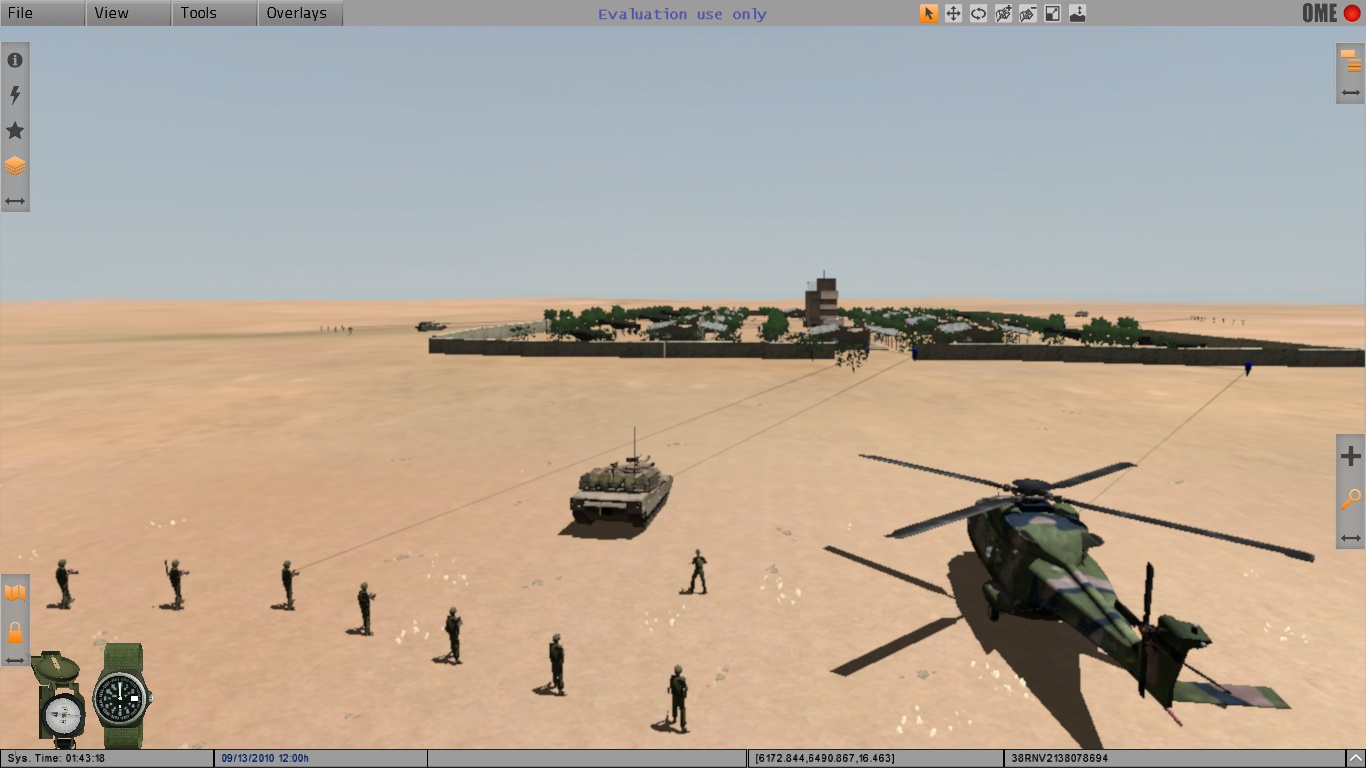 File View Tools Overlays Evaluation use only OME
Sys. Time: 01:43:18 09/13/2010 12:00h [6172.844,6490.867,16.463] 38RNV2138078694